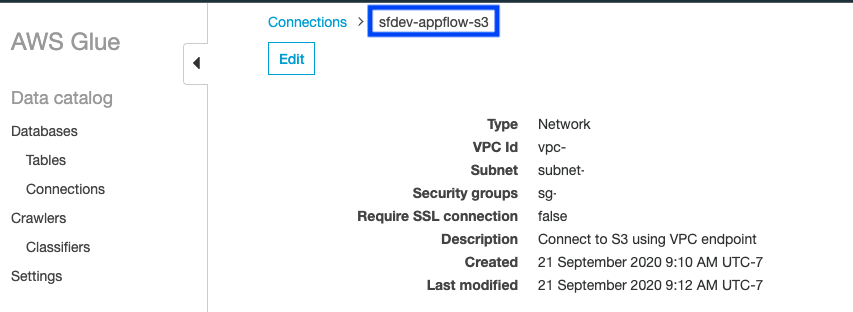 Connections > sfdev-appflow-s3
AWS Glue
Edit
Data catalog
Databases
Tables
Connections
Crawlers
Classifiers
Settings
Type Network
VPC Id vpc-
Subnet subnet-
Security groups sg-
Require SSL connection false
Description Connect to S3 using VPC endpoint
Created 21 September 2020 9:10 AM UTC-7
Last modified 21 September 2020 9:12 AM UTC-7